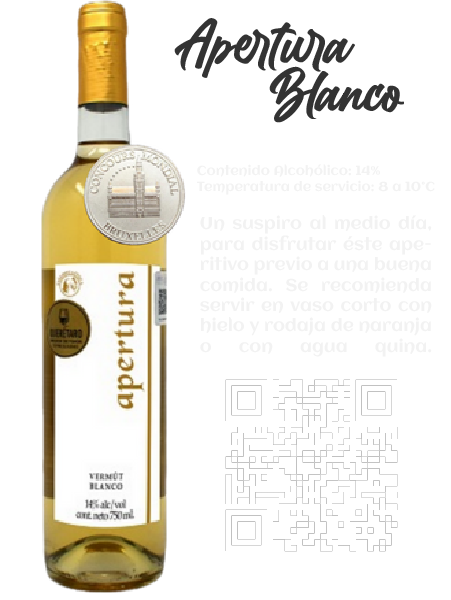 Apertura
Blanco
Contenido Alcohólico: 14%
Temperatura de servicio: 8 a 10°C
Un suspiro al medio día,
para disfrutar éste ape-
ritivo previo a una buena
comida. Se recomienda
servir en vaso corto con
hielo y rodaja de naranja
o con agua quina.
CONCOURS MONDIAL
BRUXELLES
QUERÉTARO
apertura
VERMÚT
BLANCO
14% alc/vol
cont. neto 750 ml.